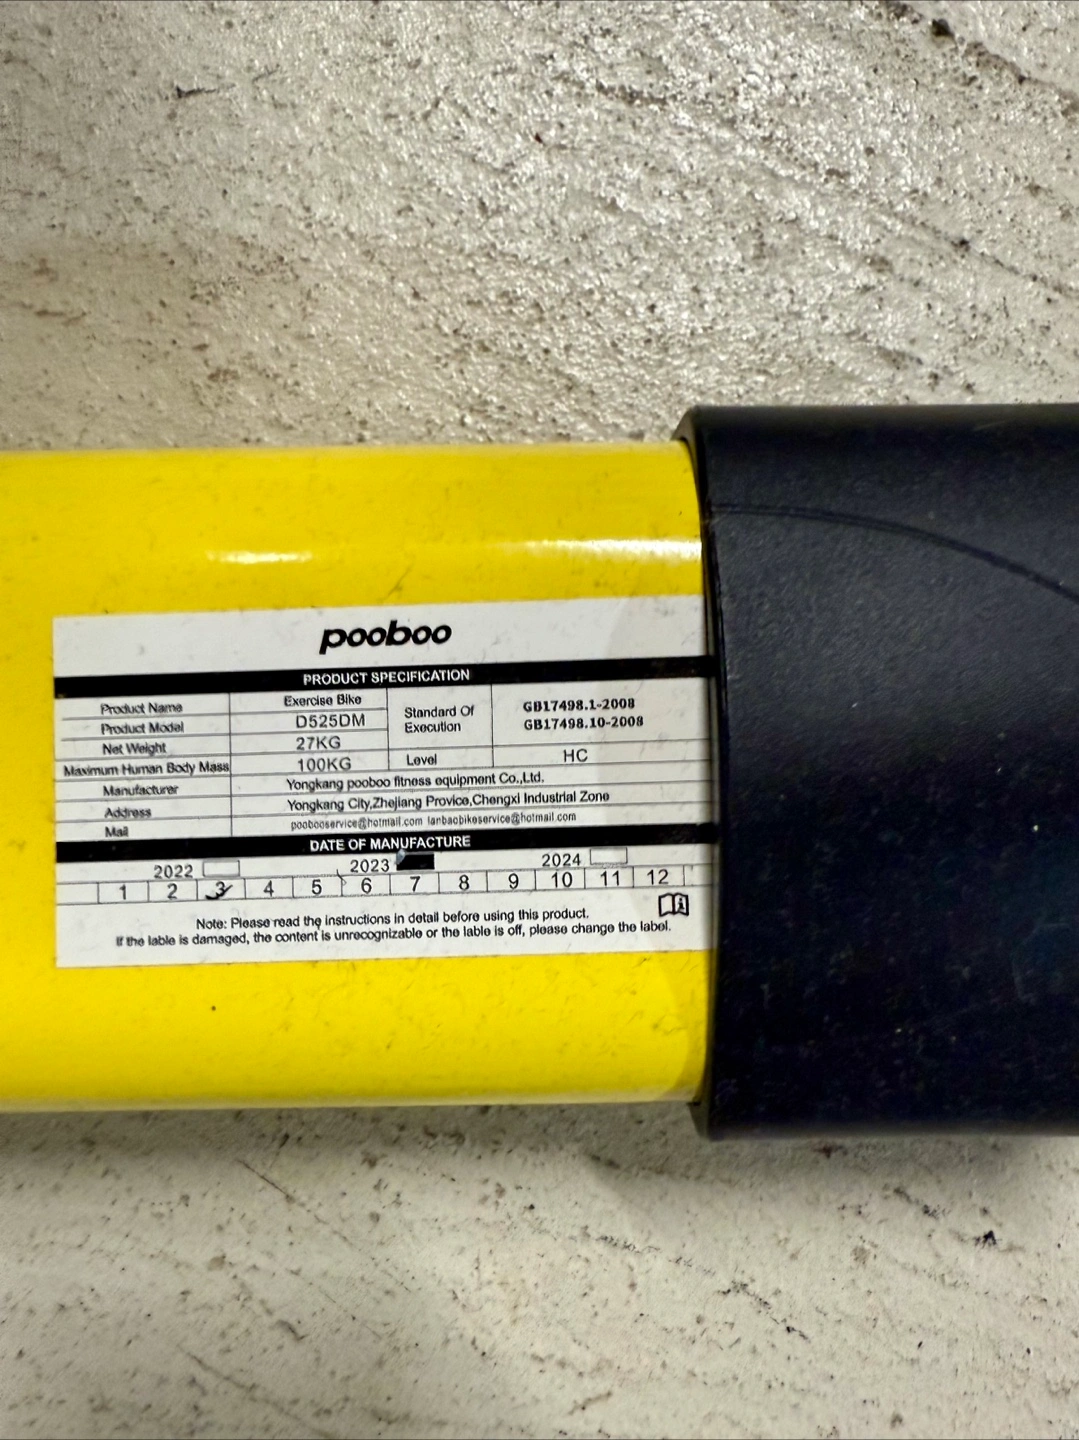 pooboo
PRODUCT SPECIFICATION
Product Name Exercise Bike
Product Model D525DM
Standard Of Execution GB17498.1-2008 GB17498.10-2008
Net Weight 27KG
Maximum Human Body Mass 100KG Level HC
Manufacturer Yongkang pooboo fitness equipment Co.,Ltd.
Address Yongkang City,Zhejiang Provice,Chengxi Industrial Zone
Mail poobooservice@hotmail.com lanbaobikeservice@hotmail.com
DATE OF MANUFACTURE
2022 2023 2024
1 2 3 4 5 6 7 8 9 10 11 12
Note: Please read the instructions in detail before using this product.
If the lable is damaged, the content is unrecognizable or the lable is off, please change the label.